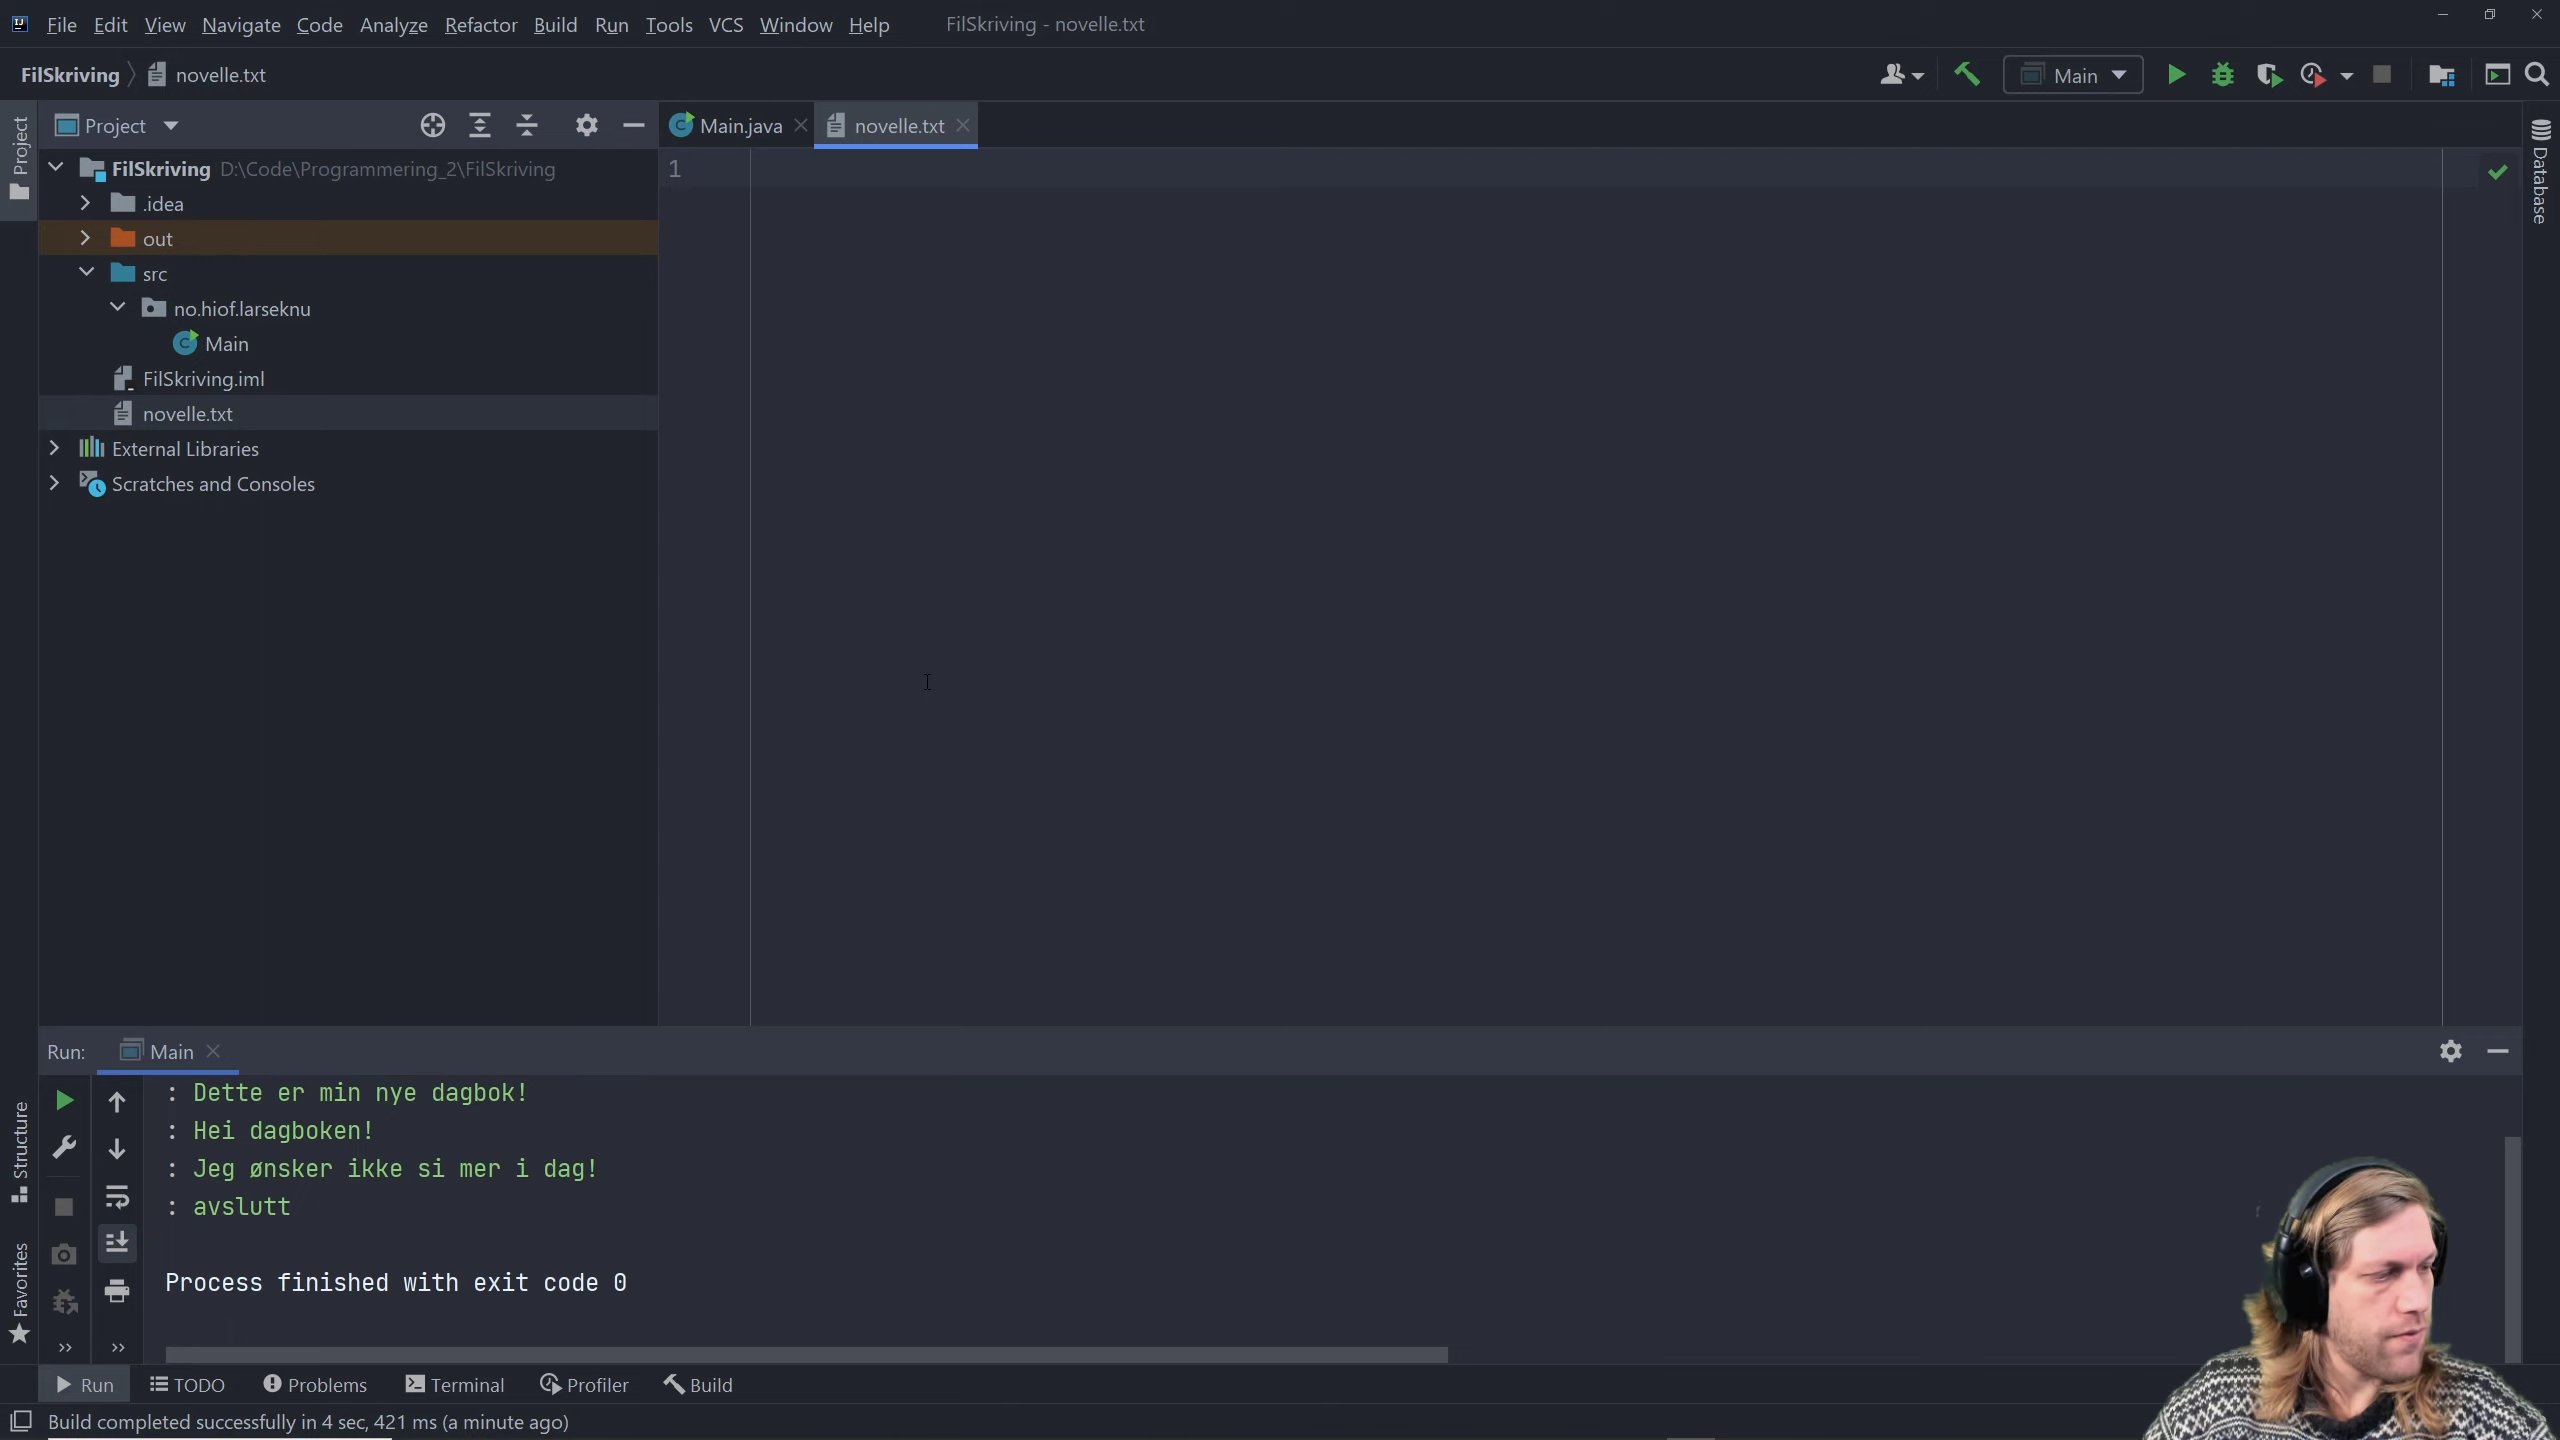 File Edit View Navigate Code Analyze Refactor Build Run Tools VCS Window Help FilSkriving - novelle.txt
FilSkriving novelle.txt Main
Project Main.java novelle.txt
Project
FilSkriving D:\Code\Programmering_2\FilSkriving
1
Database
.idea
out
src
no.hiof.larseknu
Main
FilSkriving.iml
novelle.txt
External Libraries
Scratches and Consoles
Run: Main
: Dette er min nye dagbok!
: Hei dagboken!
: Jeg ønsker ikke si mer i dag!
: avslutt
Process finished with exit code 0
Structure
Favorites
Run TODO Problems Terminal Profiler Build
Build completed successfully in 4 sec, 421 ms (a minute ago)